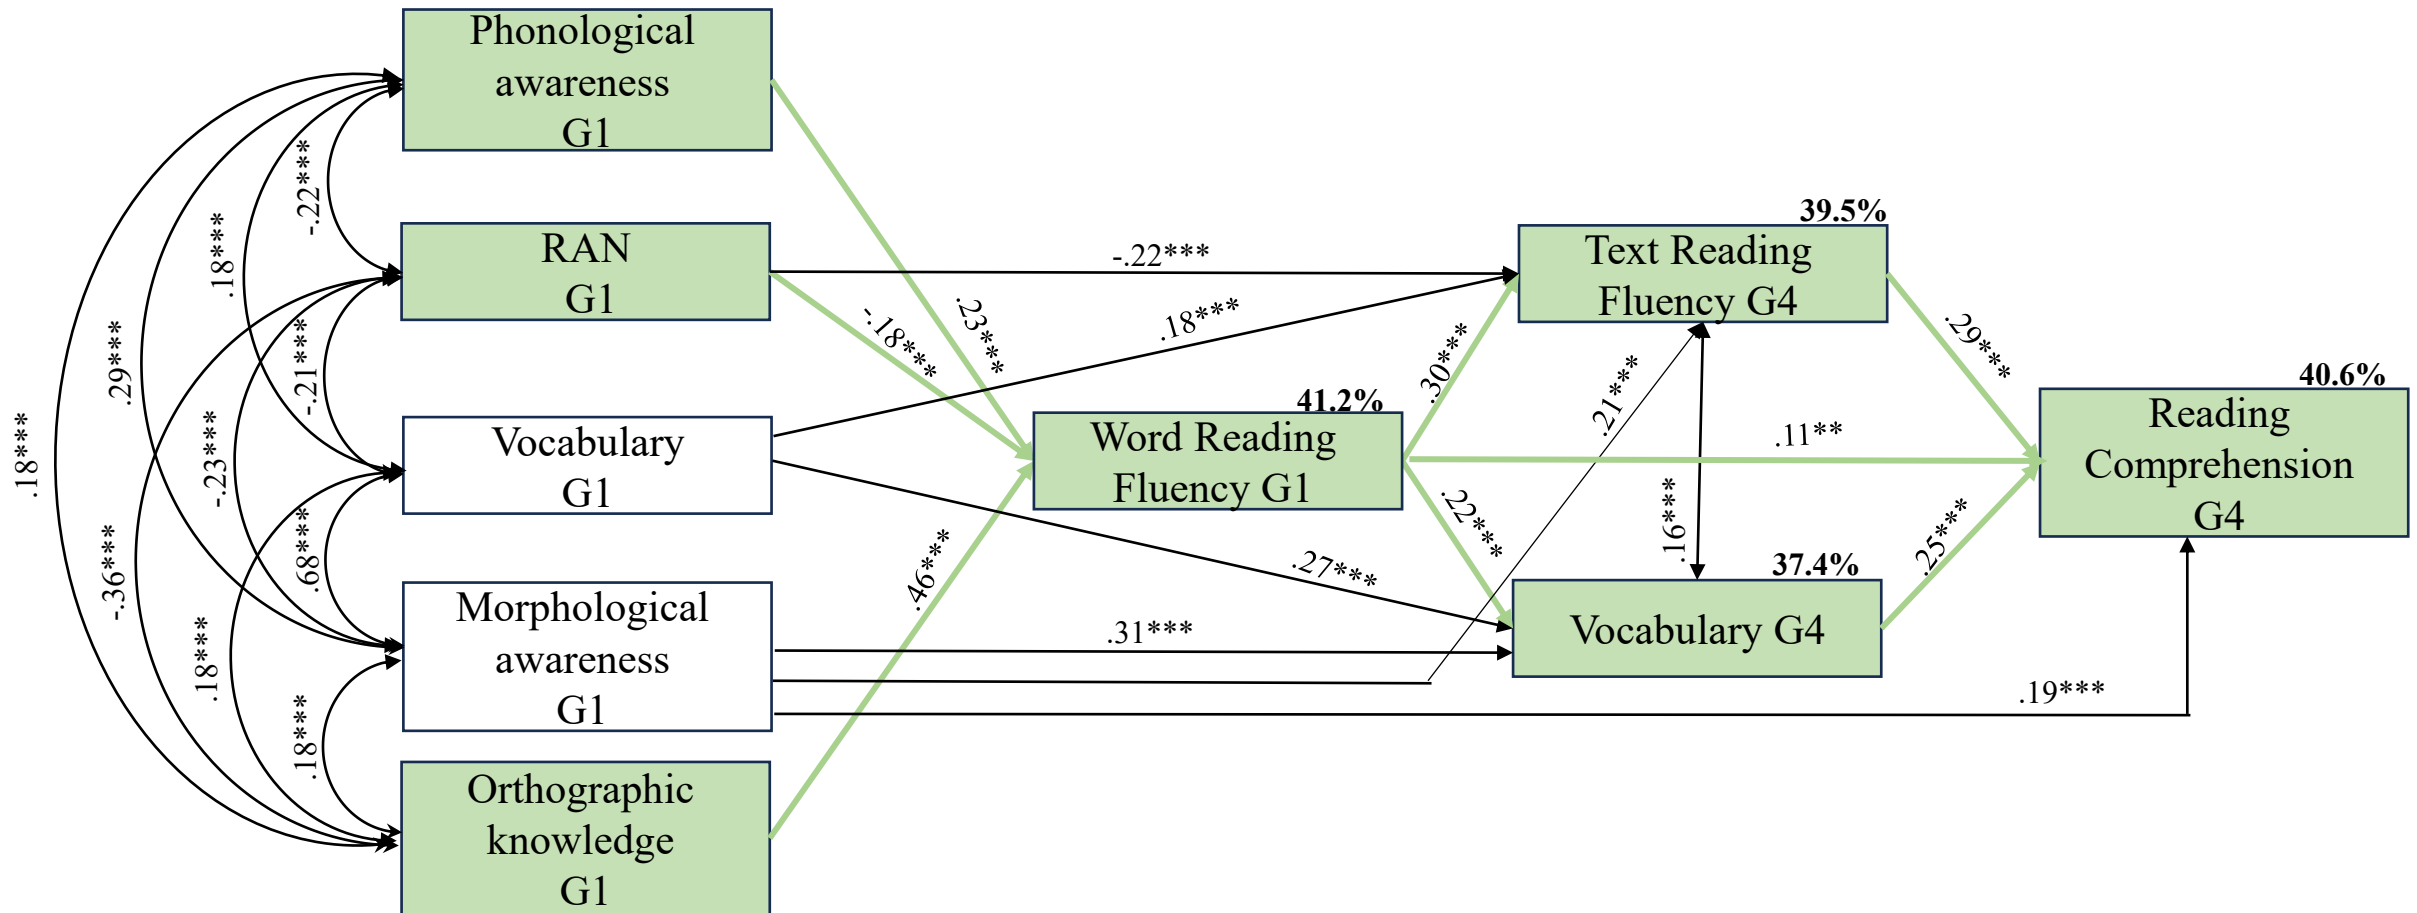 Phonological
awareness
G1
RAN
G1
Vocabulary
G1
Morphological
awareness
G1
Orthographic
knowledge
G1
.18***
.29***
.18***
-.22***
-.21***
-.23***
-.36***
.68***
.18***
.18***
.23***
-.18***
.46***
-.22***
.18***
.27***
.31***
.21***
.19***
41.2%
Word Reading
Fluency G1
.30***
.22***
.11**
39.5%
Text Reading
Fluency G4
.16***
37.4%
Vocabulary G4
.29***
.25***
40.6%
Reading
Comprehension
G4